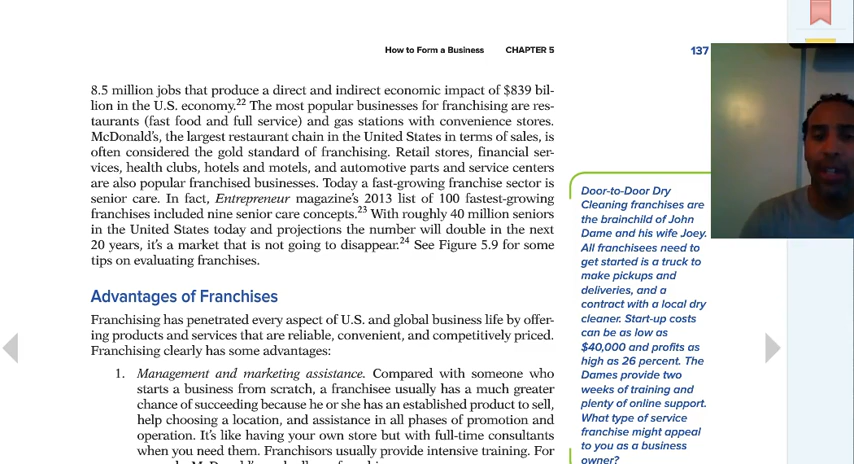 How to Form a Business CHAPTER 5 137
8.5 million jobs that produce a direct and indirect economic impact of $839 bil-
lion in the U.S. economy.22 The most popular businesses for franchising are res-
taurants (fast food and full service) and gas stations with convenience stores.
McDonald's, the largest restaurant chain in the United States in terms of sales, is
often considered the gold standard of franchising. Retail stores, financial ser-
vices, health clubs, hotels and motels, and automotive parts and service centers
are also popular franchised businesses. Today a fast-growing franchise sector is
senior care. In fact, Entrepreneur magazine's 2013 list of 100 fastest-growing
franchises included nine senior care concepts.23 With roughly 40 million seniors
in the United States today and projections the number will double in the next
20 years, it's a market that is not going to disappear.24 See Figure 5.9 for some
tips on evaluating franchises.
Advantages of Franchises
Franchising has penetrated every aspect of U.S. and global business life by offer-
ing products and services that are reliable, convenient, and competitively priced.
Franchising clearly has some advantages:
1. Management and marketing assistance. Compared with someone who
starts a business from scratch, a franchisee usually has a much greater
chance of succeeding because he or she has an established product to sell,
help choosing a location, and assistance in all phases of promotion and
operation. It's like having your own store but with full-time consultants
when you need them. Franchisors usually provide intensive training. For
Door-to-Door Dry
Cleaning franchises are
the brainchild of John
Dame and his wife Joey.
All franchisees need to
get started is a truck to
make pickups and
deliveries, and a
contract with a local dry
cleaner. Start-up costs
can be as low as
$40,000 and profits as
high as 26 percent. The
Dames provide two
weeks of training and
plenty of online support.
What type of service
franchise might appeal
to you as a business
owner?